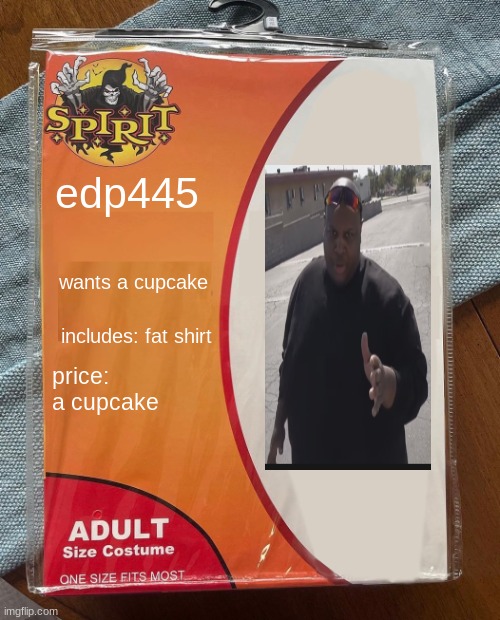 SPIRIT
edp445
wants a cupcake
includes: fat shirt
price:
a cupcake
ADULT
Size Costume
ONE SIZE FITS MOST
imgflip.com